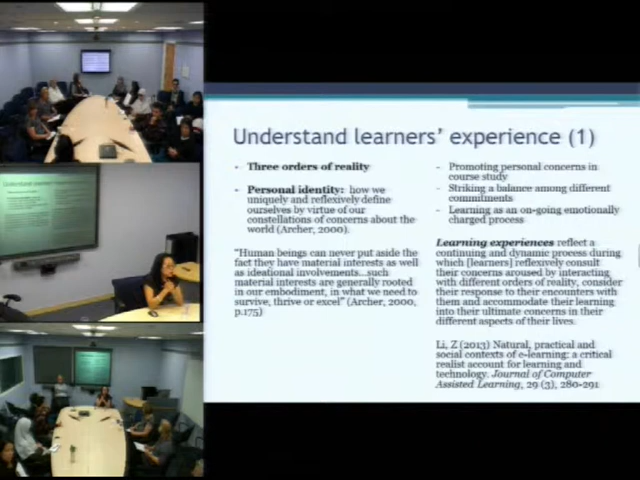 Understand learners' experience (1)
- Three orders of reality
- Personal identity: how we
uniquely and reflexively define
ourselves by virtue of our
constellations of concerns about the
world (Archer, 2000).
"Human beings can never put aside the
fact they have material interests as well
as ideational involvements...such
material interests are generally rooted
in our embodiment, in what we need to
survive, thrive or excel" (Archer, 2000,
p.175)
- Promoting personal concerns in
course study
- Striking a balance among different
commitments
- Learning as an on-going emotionally
charged process
Learning experiences reflect a
continuing and dynamic process during
which [learners] reflexively consult
their concerns aroused by interacting
with different orders of reality, consider
their response to their encounters with
them and accommodate their learning
into their ultimate concerns in their
different aspects of their lives.
Li, Z (2013) Natural, practical and
social contexts of e-learning: a critical
realist account for learning and
technology. Journal of Computer
Assisted Learning, 29 (3), 280-291